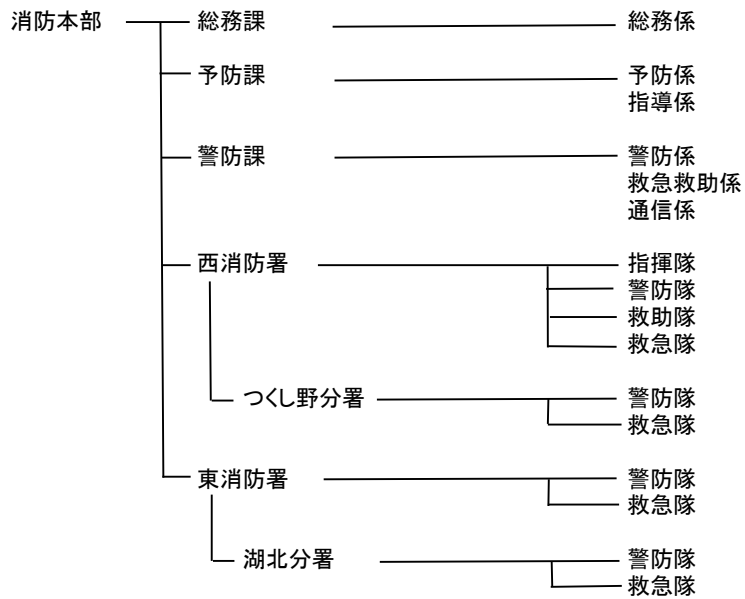 消防本部 総務課 総務係
予防課 予防係
指導係
警防課 警防係
救急救助係
通信係
西消防署 指揮隊
警防隊
救助隊
救急隊
つくし野分署 警防隊
救急隊
東消防署 警防隊
救急隊
湖北分署 警防隊
救急隊